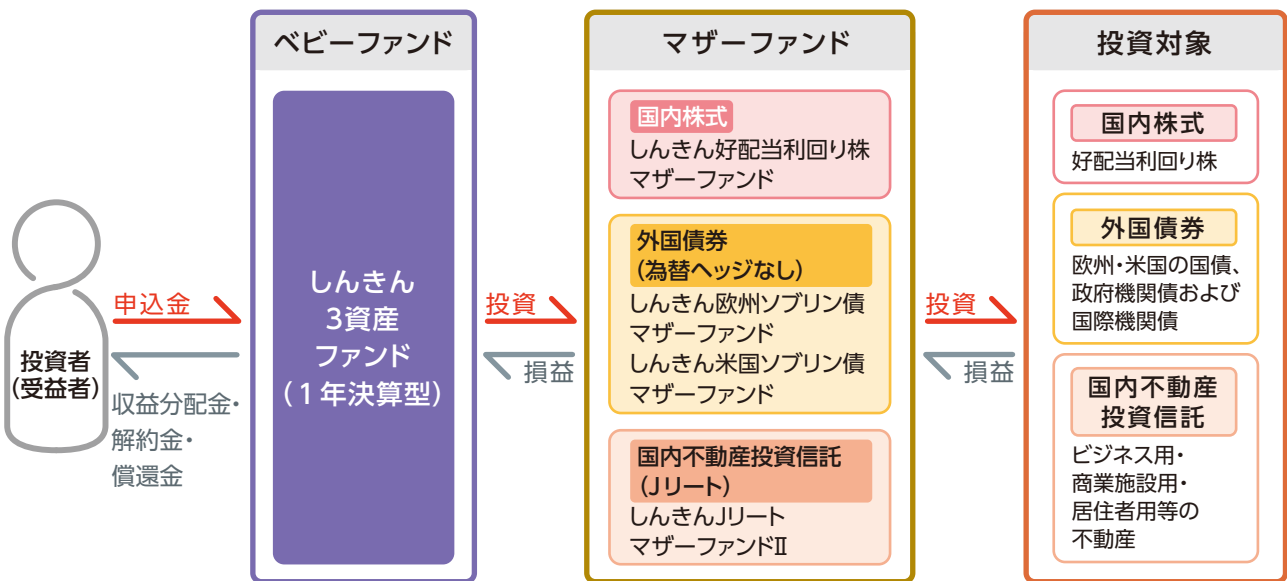 投資者
(受益者)
申込金
収益分配金・
解約金・
償還金
ベビーファンド
しんきん
3資産
ファンド
(1年決算型)
投資
損益
マザーファンド
国内株式
しんきん好配当利回り株
マザーファンド
外国債券
(為替ヘッジなし)
しんきん欧州ソブリン債
マザーファンド
しんきん米国ソブリン債
マザーファンド
国内不動産投資信託
(Jリート)
しんきんJリート
マザーファンドⅡ
投資
損益
投資対象
国内株式
好配当利回り株
外国債券
欧州・米国の国債、
政府機関債および
国際機関債
国内不動産
投資信託
ビジネス用・
商業施設用・
居住者用等の
不動産